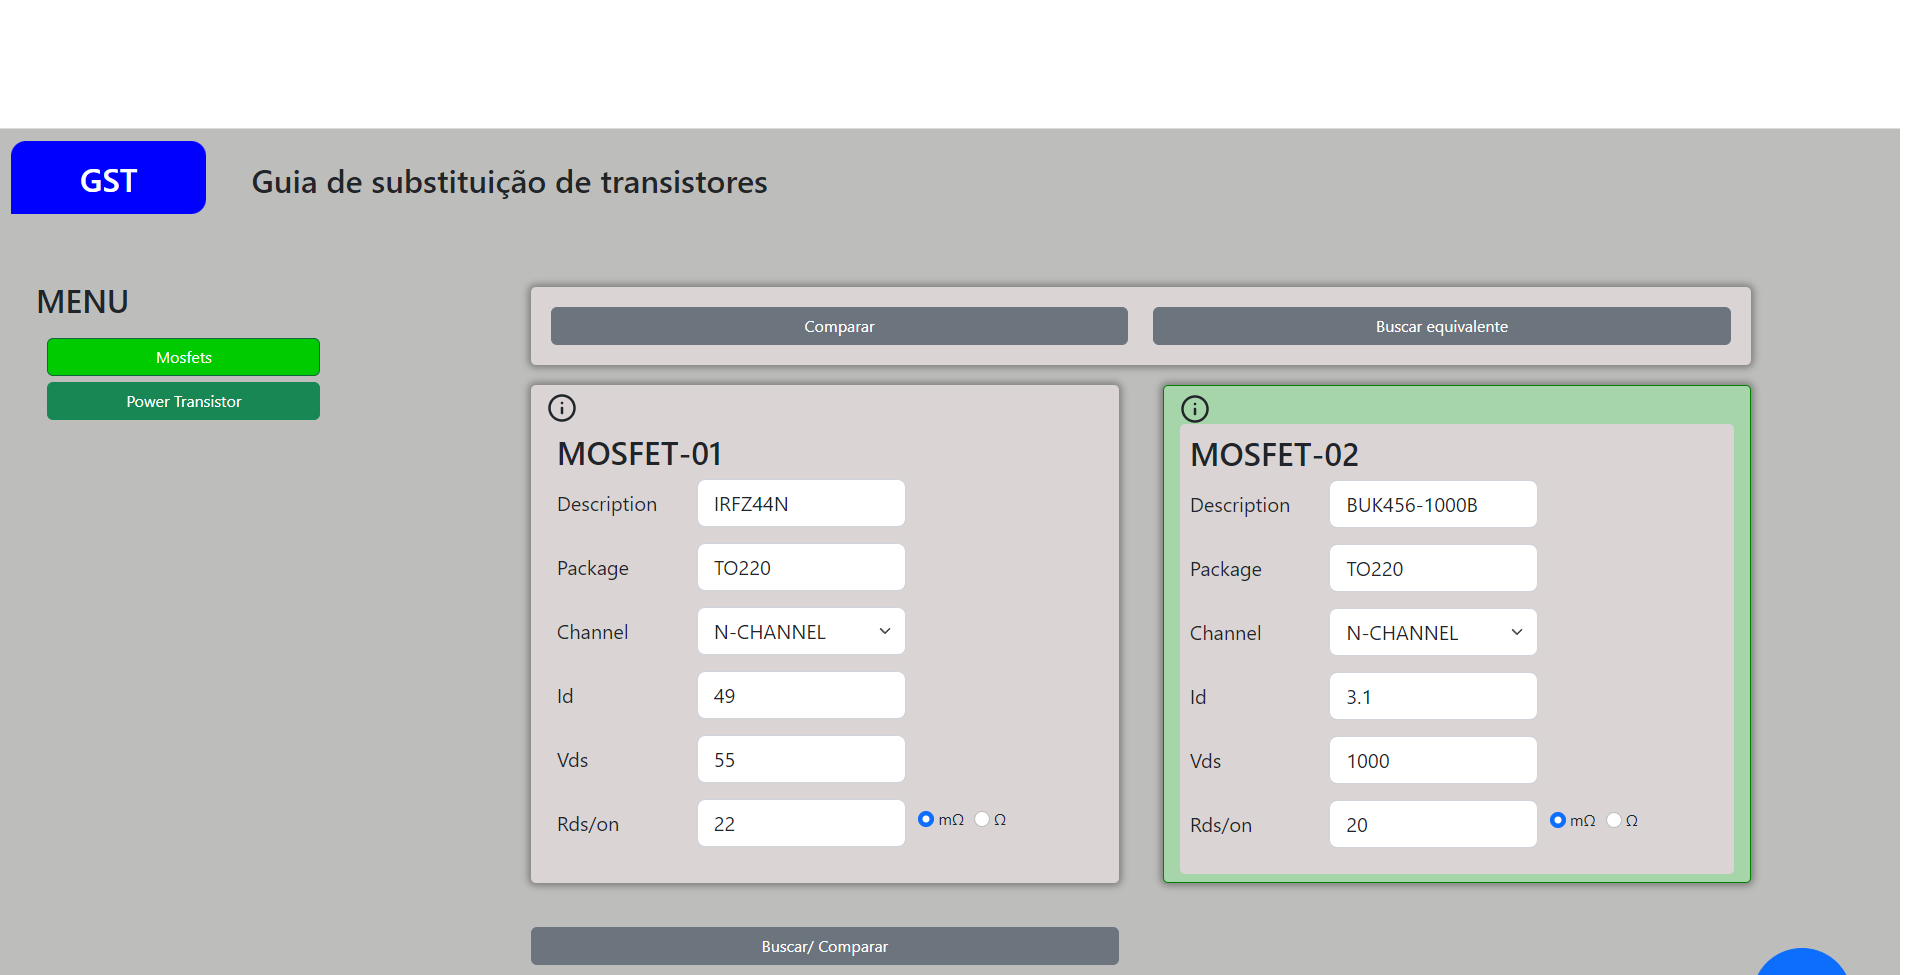 GST
Guia de substituição de transistores
MENU
Mosfets
Power Transistor
Comparar
Buscar equivalente
MOSFET-01
Description IRFZ44N
Package TO220
Channel N-CHANNEL
Id 49
Vds 55
Rds/on 22 mΩ Ω
MOSFET-02
Description BUK456-1000B
Package TO220
Channel N-CHANNEL
Id 3.1
Vds 1000
Rds/on 20 mΩ Ω
Buscar/ Comparar